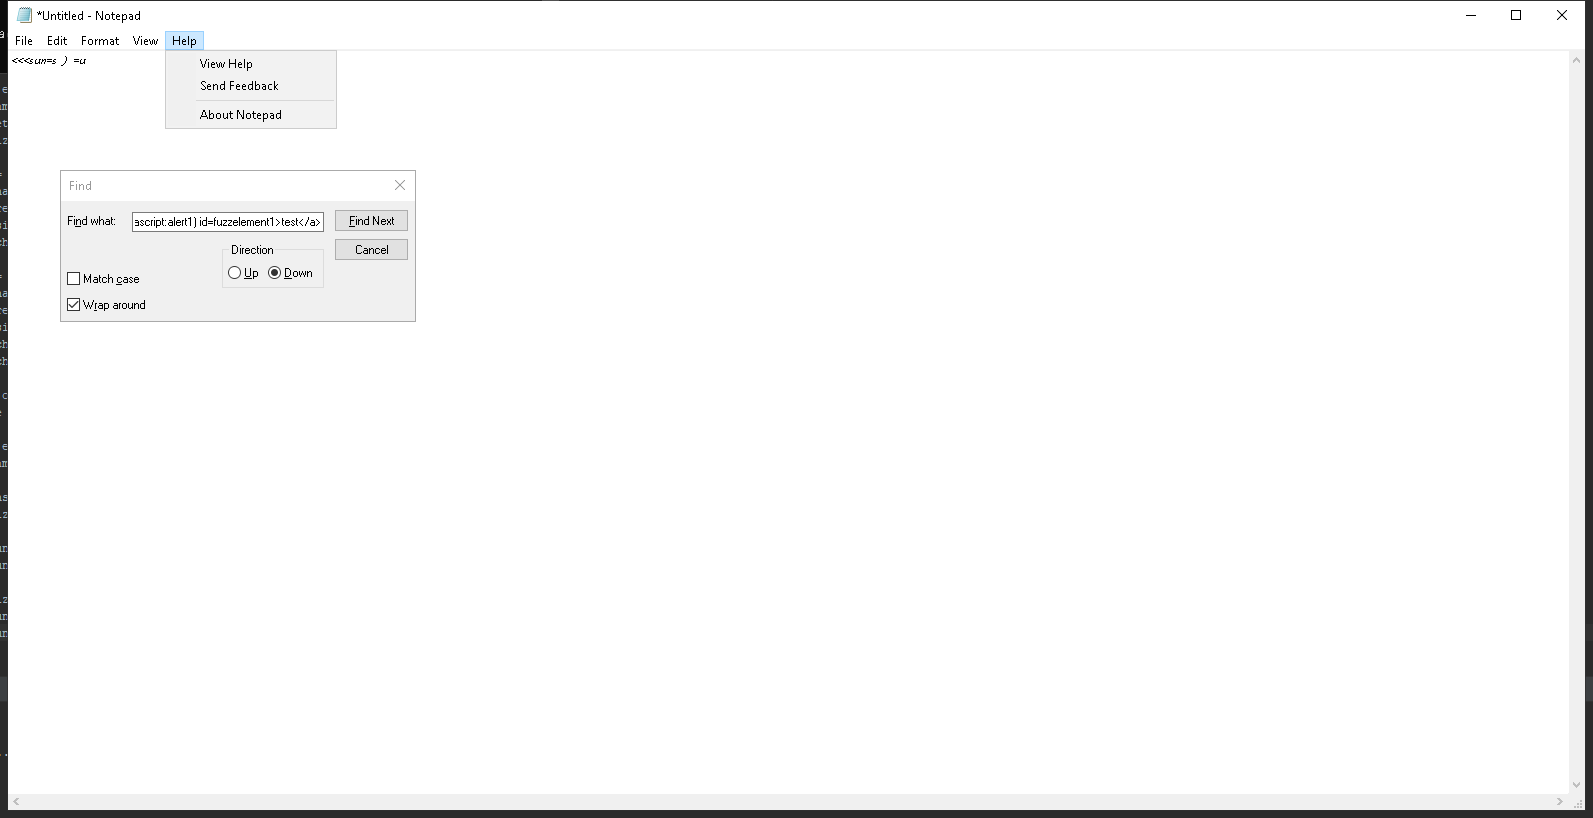 *Untitled - Notepad
File Edit Format View Help
<<<sun=s ) =a
View Help
Send Feedback
About Notepad
Find
Find what: ascript:alert1) id=fuzzelement1>test</a> Find Next
Direction Cancel
Up Down
Match case
Wrap around